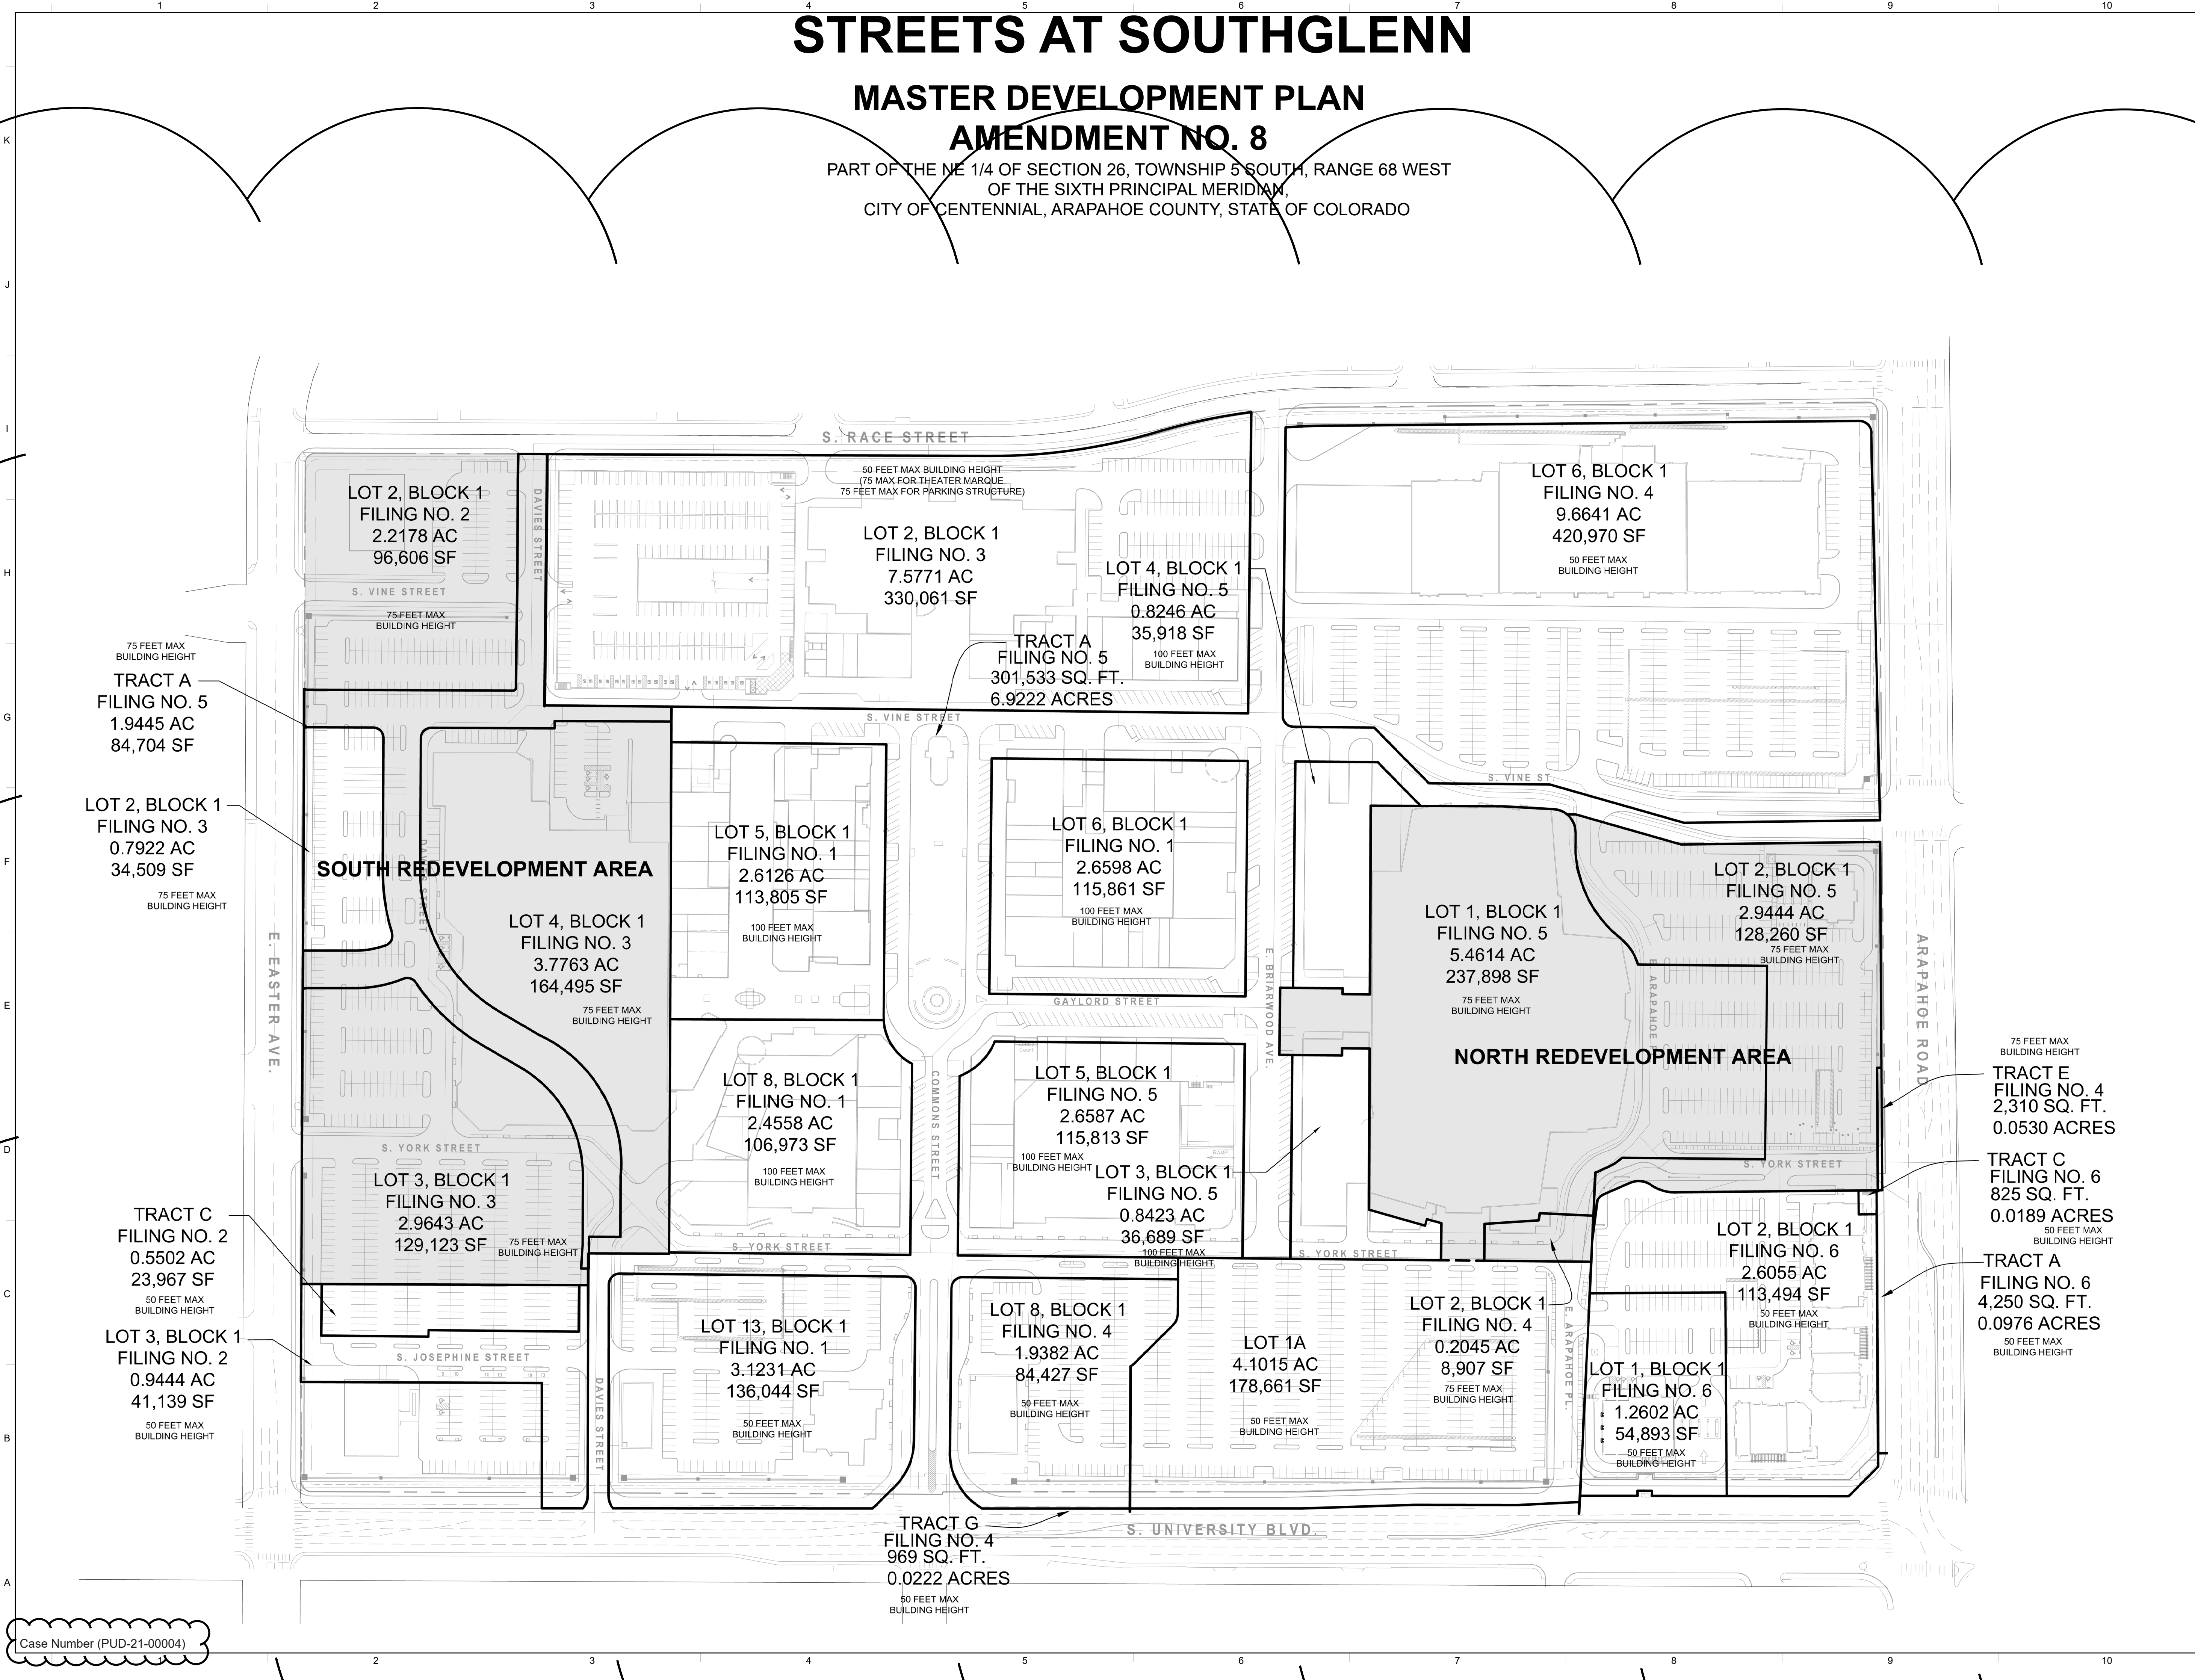 1 2 3 4 5 6 7 8 9 10
STREETS AT SOUTHGLENN
MASTER DEVELOPMENT PLAN
AMENDMENT NO. 8
PART OF THE NE 1/4 OF SECTION 26, TOWNSHIP 5 SOUTH, RANGE 68 WEST
OF THE SIXTH PRINCIPAL MERIDIAN,
CITY OF CENTENNIAL, ARAPAHOE COUNTY, STATE OF COLORADO
K
J
I
H
G
F
E
D
C
B
A
S. RACE STREET
LOT 2, BLOCK 1
FILING NO. 2
2.2178 AC
96,606 SF
S. VINE STREET
75 FEET MAX
BUILDING HEIGHT
DAVIES STREET
50 FEET MAX BUILDING HEIGHT
(75 MAX FOR THEATER MARQUE,
75 FEET MAX FOR PARKING STRUCTURE)
LOT 2, BLOCK 1
FILING NO. 3
7.5771 AC
330,061 SF
LOT 4, BLOCK 1
FILING NO. 5
0.8246 AC
35,918 SF
100 FEET MAX
BUILDING HEIGHT
TRACT A
FILING NO. 5
301,533 SQ. FT.
6.9222 ACRES
LOT 6, BLOCK 1
FILING NO. 4
9.6641 AC
420,970 SF
50 FEET MAX
BUILDING HEIGHT
75 FEET MAX
BUILDING HEIGHT
TRACT A
FILING NO. 5
1.9445 AC
84,704 SF
LOT 2, BLOCK 1
FILING NO. 3
0.7922 AC
34,509 SF
75 FEET MAX
BUILDING HEIGHT
S. VINE STREET
S. VINE ST.
SOUTH REDEVELOPMENT AREA
DAVIES STREET
LOT 4, BLOCK 1
FILING NO. 3
3.7763 AC
164,495 SF
75 FEET MAX
BUILDING HEIGHT
LOT 5, BLOCK 1
FILING NO. 1
2.6126 AC
113,805 SF
100 FEET MAX
BUILDING HEIGHT
LOT 6, BLOCK 1
FILING NO. 1
2.6598 AC
115,861 SF
100 FEET MAX
BUILDING HEIGHT
GAYLORD STREET
E. BRIARWOOD AVE.
LOT 1, BLOCK 1
FILING NO. 5
5.4614 AC
237,898 SF
75 FEET MAX
BUILDING HEIGHT
LOT 2, BLOCK 1
FILING NO. 5
2.9444 AC
128,260 SF
75 FEET MAX
BUILDING HEIGHT
NORTH REDEVELOPMENT AREA
E. ARAPAHOE P
E. EASTER AVE.
ARAPAHOE ROAD
75 FEET MAX
BUILDING HEIGHT
TRACT E
FILING NO. 4
2,310 SQ. FT.
0.0530 ACRES
TRACT C
FILING NO. 6
825 SQ. FT.
0.0189 ACRES
50 FEET MAX
BUILDING HEIGHT
TRACT A
FILING NO. 6
4,250 SQ. FT.
0.0976 ACRES
50 FEET MAX
BUILDING HEIGHT
LOT 8, BLOCK 1
FILING NO. 1
2.4558 AC
106,973 SF
100 FEET MAX
BUILDING HEIGHT
COMMONS STREET
Court
LOT 5, BLOCK 1
FILING NO. 5
2.6587 AC
115,813 SF
100 FEET MAX
BUILDING HEIGHT
RAMP
LOT 3, BLOCK 1
FILING NO. 5
0.8423 AC
36,689 SF
100 FEET MAX
BUILDING HEIGHT
S. YORK STREET
LOT 3, BLOCK 1
FILING NO. 3
2.9643 AC
129,123 SF
75 FEET MAX
BUILDING HEIGHT
S. YORK STREET
S. YORK STREET
S. YORK STREET
TRACT C
FILING NO. 2
0.5502 AC
23,967 SF
50 FEET MAX
BUILDING HEIGHT
LOT 3, BLOCK 1
FILING NO. 2
0.9444 AC
41,139 SF
50 FEET MAX
BUILDING HEIGHT
S. JOSEPHINE STREET
DAVIES STREET
LOT 13, BLOCK 1
FILING NO. 1
3.1231 AC
136,044 SF
50 FEET MAX
BUILDING HEIGHT
LOT 8, BLOCK 1
FILING NO. 4
1.9382 AC
84,427 SF
50 FEET MAX
BUILDING HEIGHT
LOT 1A
4.1015 AC
178,661 SF
50 FEET MAX
BUILDING HEIGHT
LOT 2, BLOCK 1
FILING NO. 4
0.2045 AC
8,907 SF
75 FEET MAX
BUILDING HEIGHT
E. ARAPAHOE PL.
LOT 2, BLOCK 1
FILING NO. 6
2.6055 AC
113,494 SF
50 FEET MAX
BUILDING HEIGHT
LOT 1, BLOCK 1
FILING NO. 6
1.2602 AC
54,893 SF
50 FEET MAX
BUILDING HEIGHT
TRACT G
FILING NO. 4
969 SQ. FT.
0.0222 ACRES
50 FEET MAX
BUILDING HEIGHT
S. UNIVERSITY BLVD.
Case Number (PUD-21-00004)
1 2 3 4 5 6 7 8 9 10